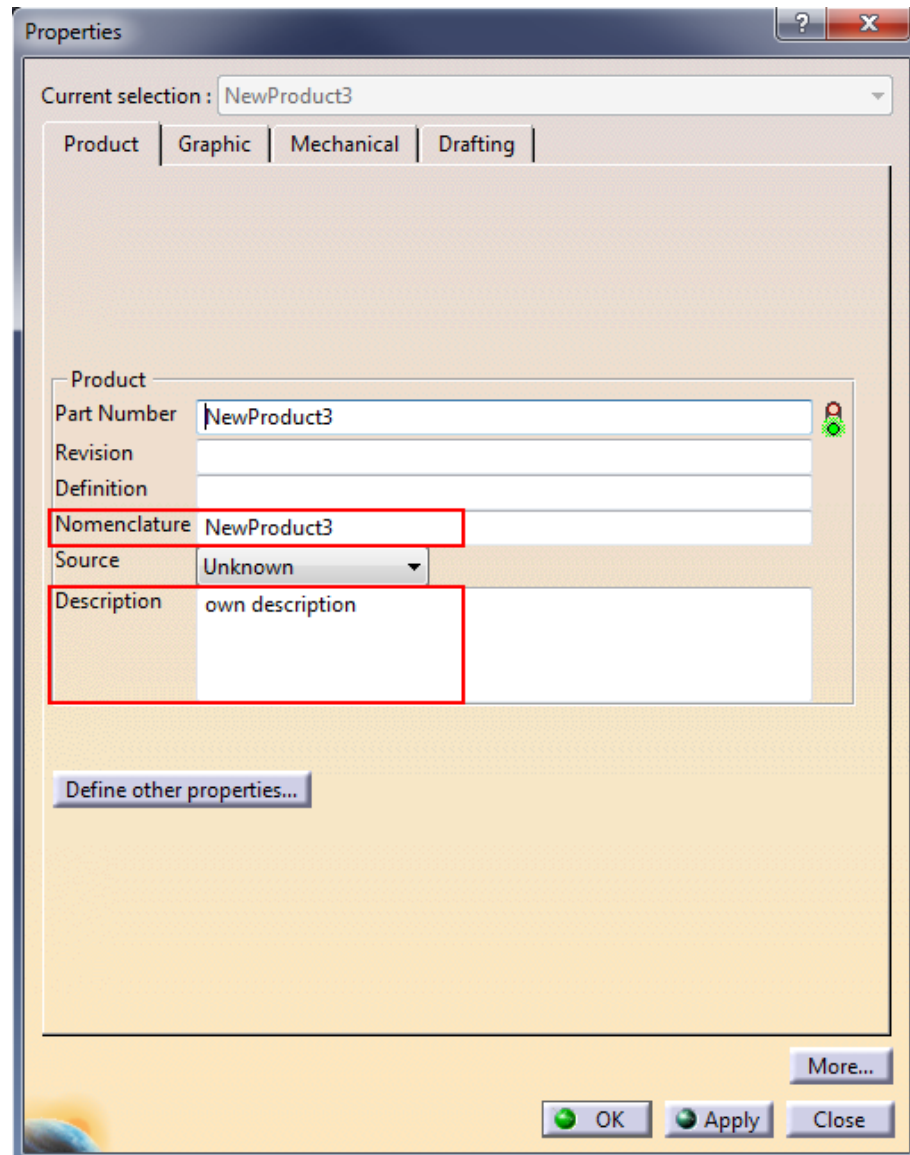 Properties
?
X
Current selection : NewProduct3
Product Graphic Mechanical Drafting
Product
Part Number NewProduct3
Revision
Definition
Nomenclature NewProduct3
Source Unknown
Description own description
Define other properties...
More...
OK Apply Close